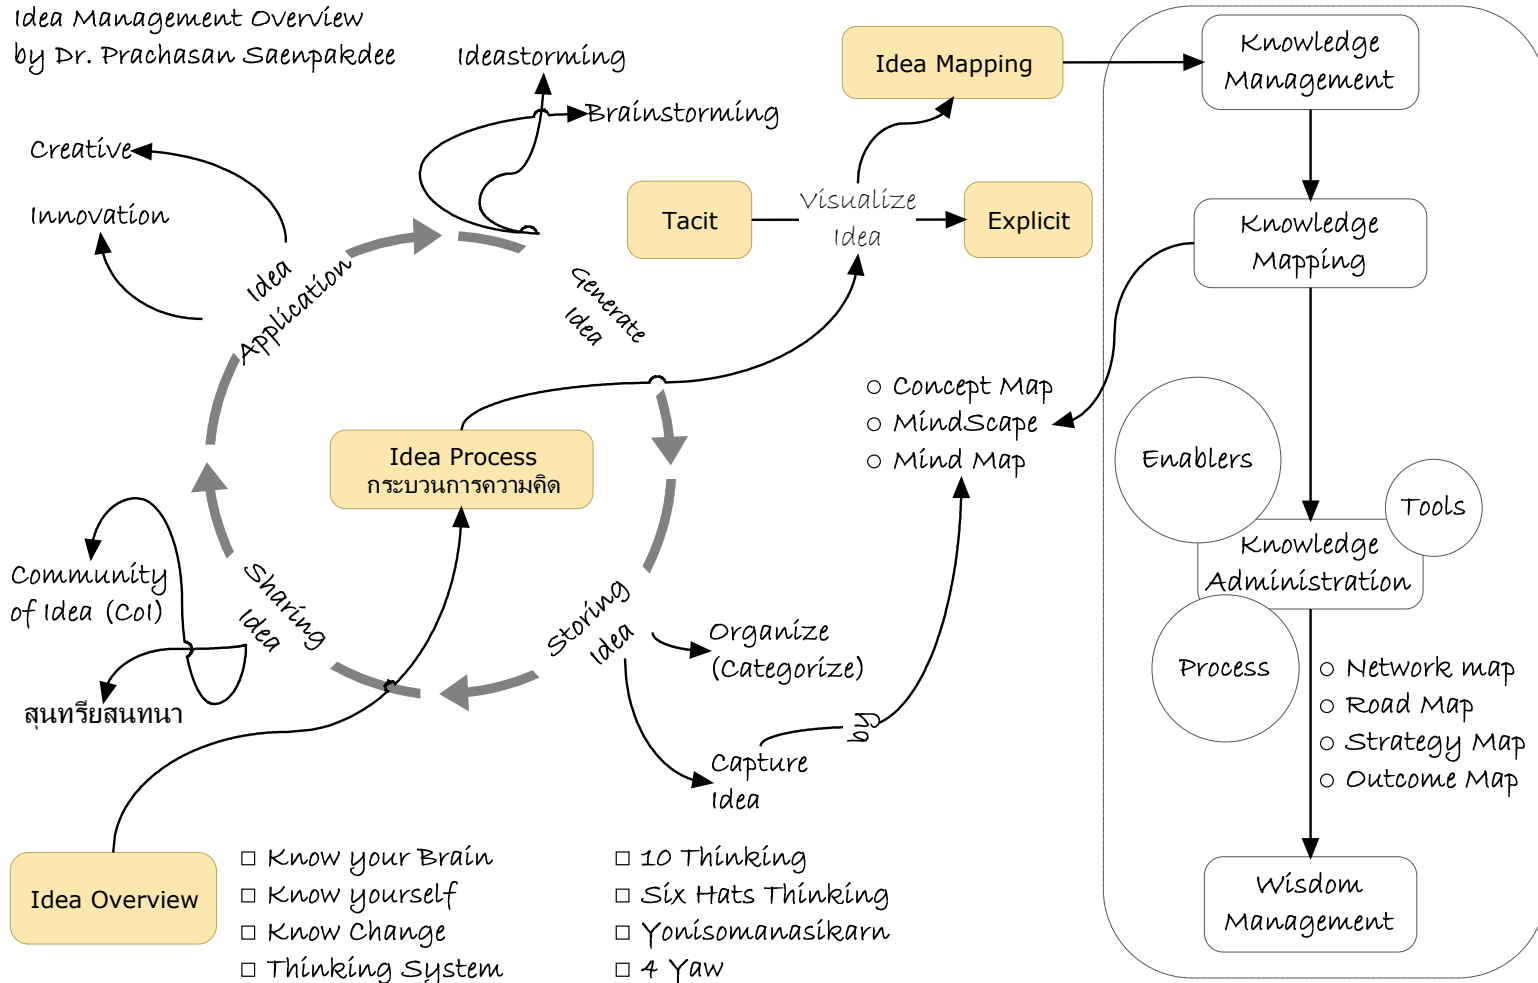 Idea Management Overview
by Dr. Prachasan Saenpakdee
Ideastorming
Brainstorming
Creative
Innovation
Idea
Application
Generate
Idea
Idea Mapping
Tacit
Visualize
Idea
Explicit
Knowledge
Management
Knowledge
Mapping
○ Concept Map
○ MindScape
○ Mind Map
Enablers
Tools
Knowledge
Administration
Process
○ Network map
○ Road Map
○ Strategy Map
○ Outcome Map
Wisdom
Management
Idea Process
กระบวนการความคิด
Community
of Idea (CoI)
สุนทรียสนทนา
Sharing
Idea
Storing
Idea
Organize
(Categorize)
by
Capture
Idea
Idea Overview
□ Know your Brain
□ Know yourself
□ Know Change
□ Thinking System
□ 10 Thinking
□ Six Hats Thinking
□ Yonisomanasikarn
□ 4 Yaw